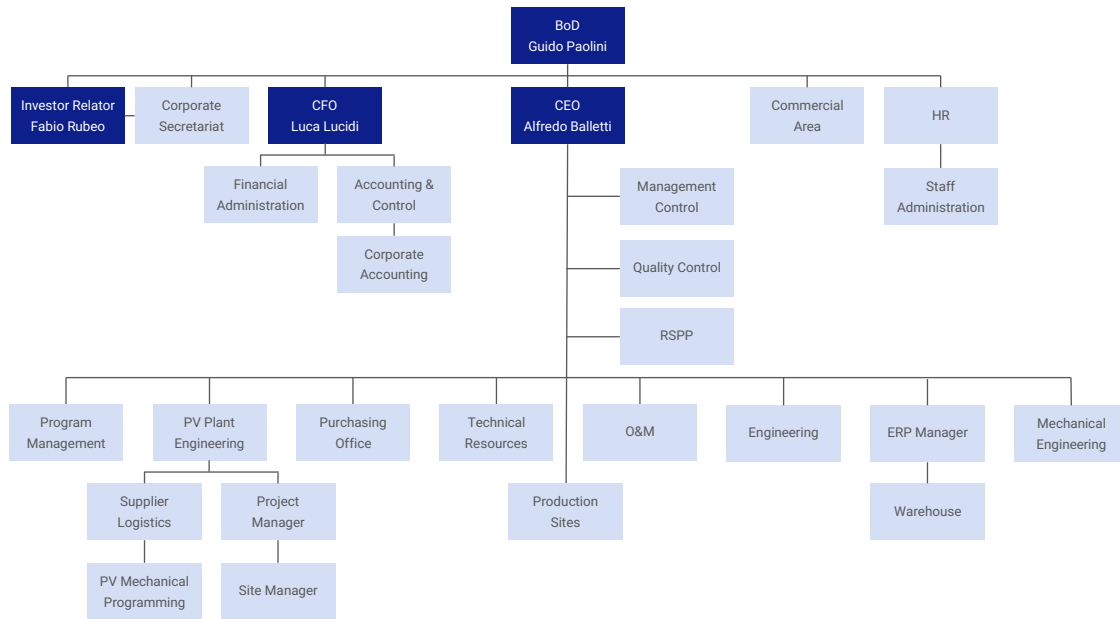 BoD
Guido Paolini
Investor Relator
Fabio Rubeo
Corporate
Secretariat
CFO
Luca Lucidi
CEO
Alfredo Balletti
Commercial
Area
HR
Financial
Administration
Accounting &
Control
Management
Control
Staff
Administration
Corporate
Accounting
Quality Control
RSPP
Program
Management
PV Plant
Engineering
Purchasing
Office
Technical
Resources
O&M
Engineering
ERP Manager
Mechanical
Engineering
Supplier
Logistics
Project
Manager
Production
Sites
Warehouse
PV Mechanical
Programming
Site Manager